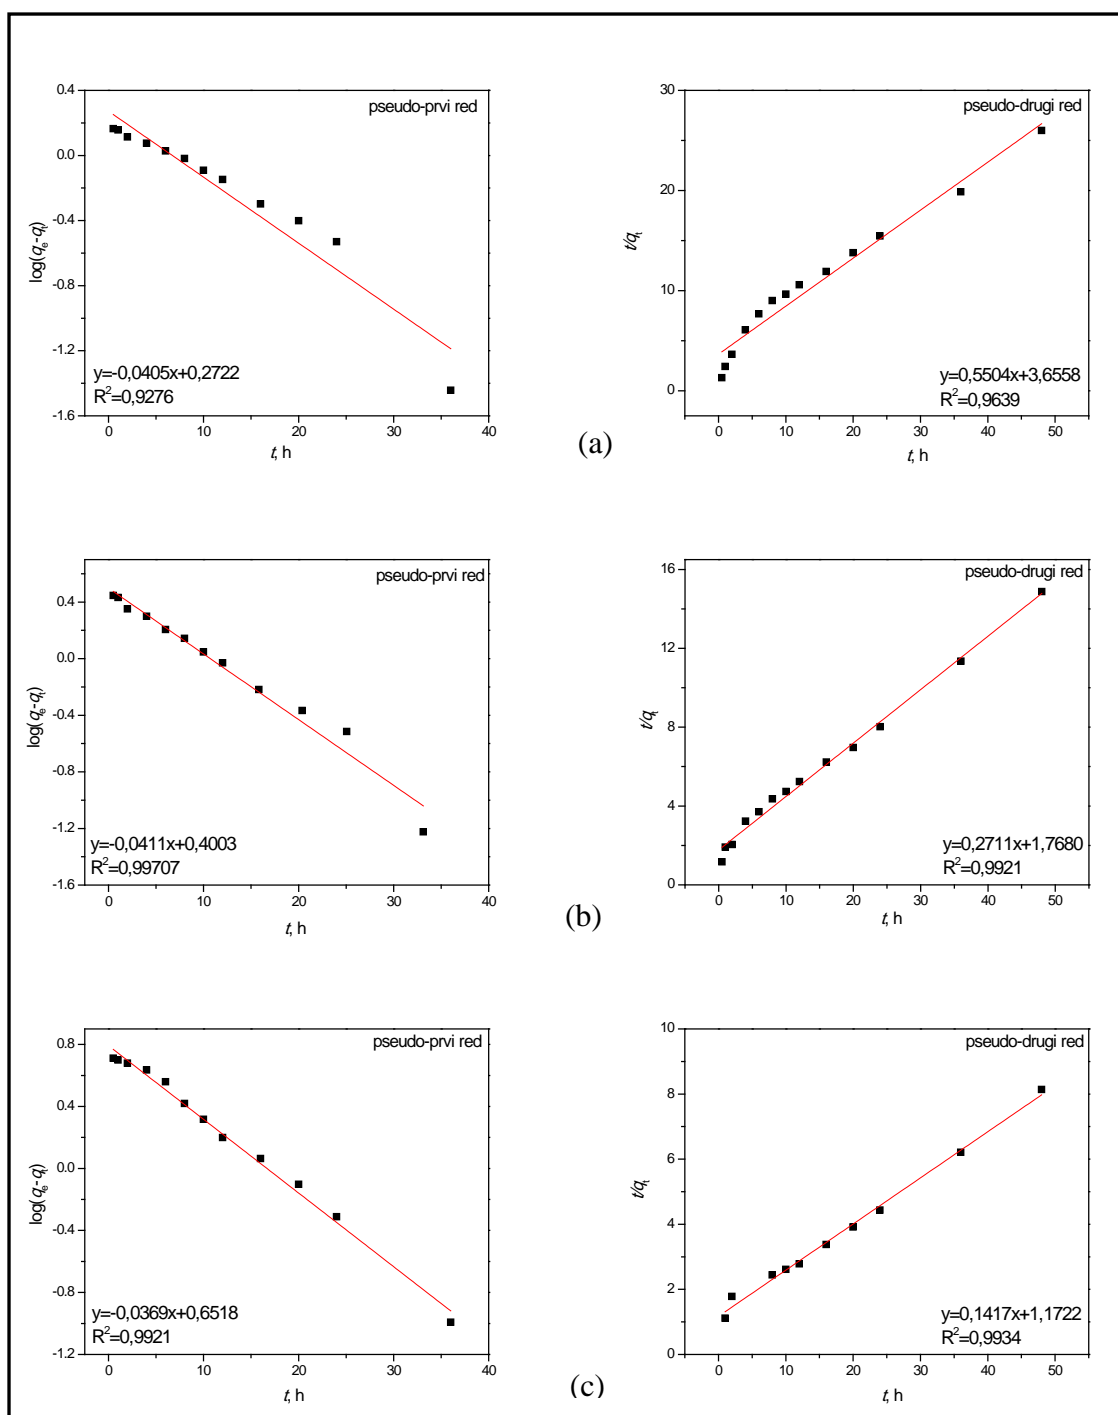 pseudo-prvi red
0.4
0.0
-0.4
-0.8
-1.2
-1.6
log(qe-qt)
y=-0,0405x+0,2722
R2=0,9276
0 10 20 30 40
t, h
pseudo-drugi red
30
20
10
0
t/qt
y=0,5504x+3,6558
R2=0,9639
0 10 20 30 40 50
t, h
(a)
pseudo-prvi red
0.4
0.0
-0.4
-0.8
-1.2
-1.6
log(qe-qt)
y=-0,0411x+0,4003
R2=0,99707
0 10 20 30 40
t, h
pseudo-drugi red
16
12
8
4
0
t/qt
y=0,2711x+1,7680
R2=0,9921
0 10 20 30 40 50
t, h
(b)
pseudo-prvi red
0.8
0.4
0.0
-0.4
-0.8
-1.2
log(qe-qt)
y=-0,0369x+0,6518
R2=0,9921
0 10 20 30 40
t, h
pseudo-drugi red
10
8
6
4
2
0
t/qt
y=0,1417x+1,1722
R2=0,9934
0 10 20 30 40 50
t, h
(c)